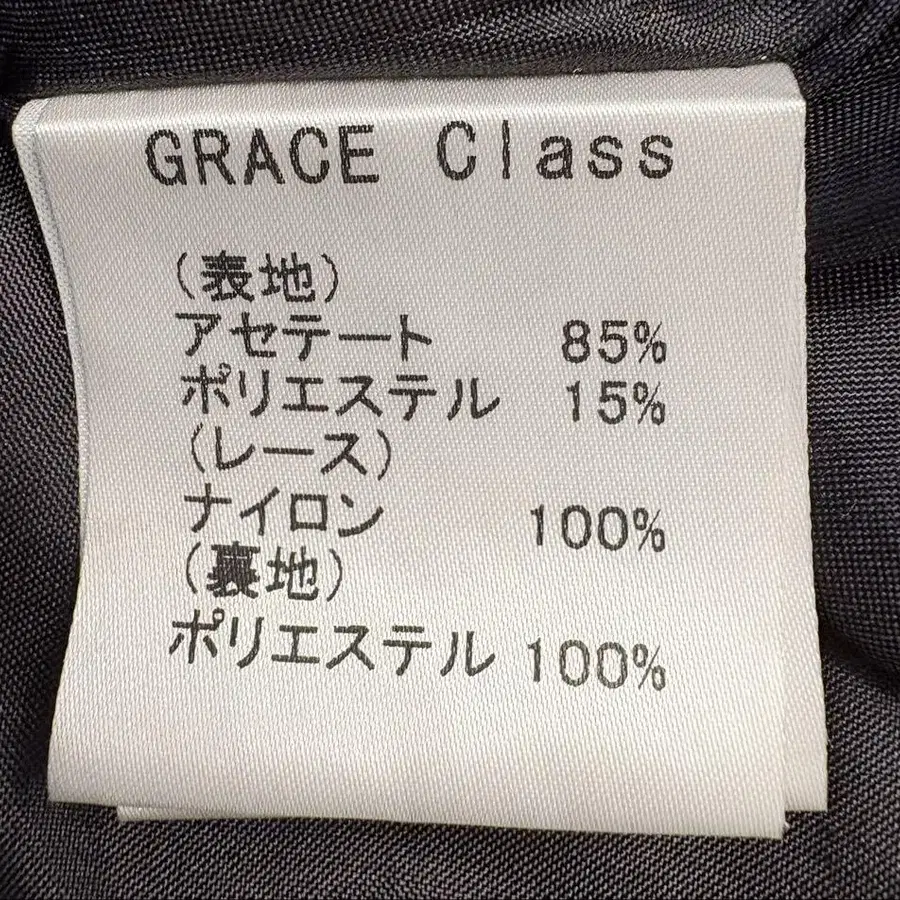 GRACE Class
(表地)
アセテート 85%
ポリエステル 15%
(レース)
ナイロン 100%
(裏地)
ポリエステル 100%